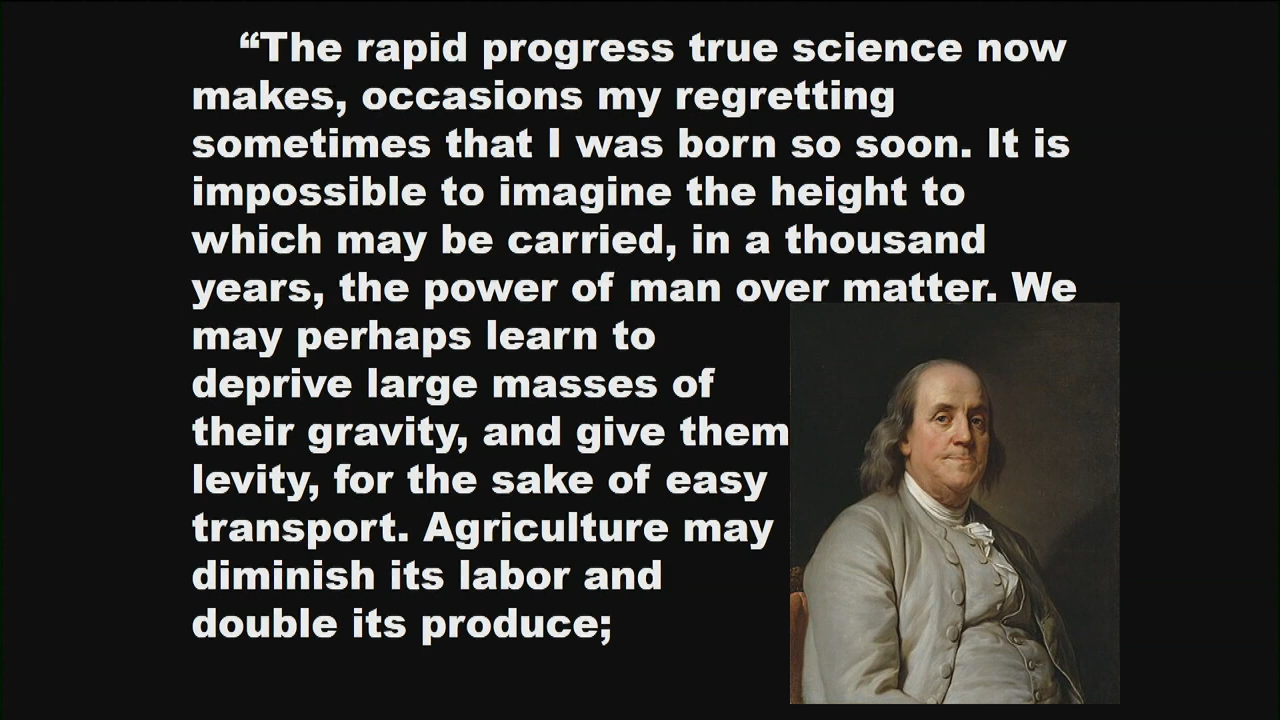 “The rapid progress true science now
makes, occasions my regretting
sometimes that I was born so soon. It is
impossible to imagine the height to
which may be carried, in a thousand
years, the power of man over matter. We
may perhaps learn to
deprive large masses of
their gravity, and give them
levity, for the sake of easy
transport. Agriculture may
diminish its labor and
double its produce;